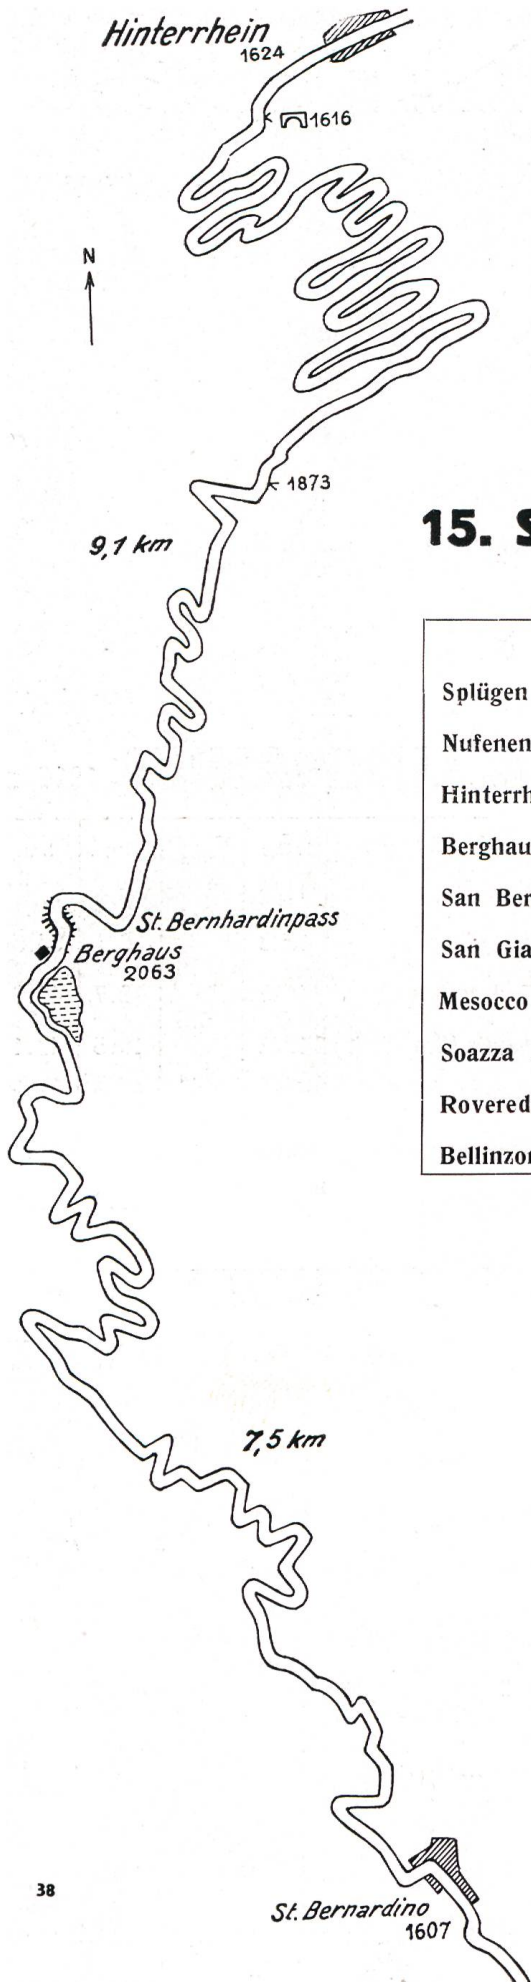 Hinterrhein
1624
1616
N
1873
9,1 km
15. S
Splügen
Nufenen
Hinterrh
Berghau
San Ber
San Gia
Mesocco
Soazza
Rovered
Bellinzon
St. Bernhardinpass
Berghaus
2063
7,5 km
38
St. Bernardino
1607